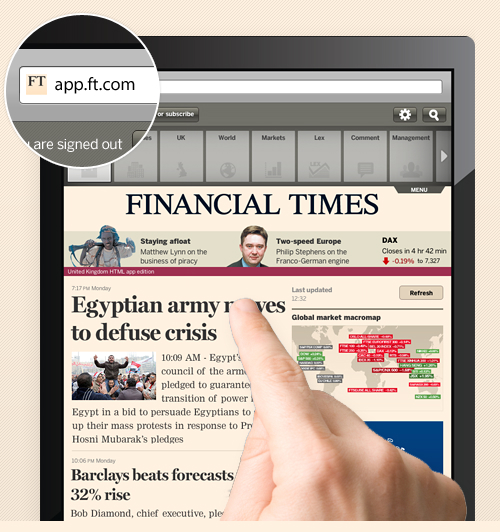 FT app.ft.com
or subscribe
are signed out
UK World Markets Lex Comment Management
MENU
FINANCIAL TIMES
Staying afloat
Matthew Lynn on the
business of piracy
Two-speed Europe
Philip Stephens on the
Franco-German engine
DAX
Closes in 4 hr 42 min
-0.19% to 7,327
United Kingdom HTML app edition
7:17 PM Monday
Egyptian army
to defuse crisis
10:09 AM - Egypt's
council of the
pledged to guarantee
transition of power
Egypt in a bid to persuade Egyptians to
up their mass protests in response to
Hosni Mubarak's pledges
10:06 PM Monday
Barclays beats forecasts
32% rise
Bob Diamond, chief executive,
Last updated
12:32
Refresh
Global market macromap